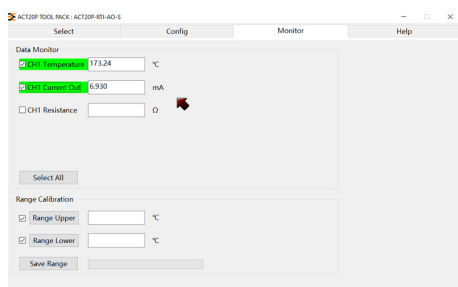 ACT20P TOOL PACK : ACT20P-RTI-AO-S
Select Config Monitor Help
Data Monitor
CH1 Temperature 173.24 ℃
CH1 Current Out 6.930 mA
CH1 Resistance Ω
Select All
Range Calibration
Range Upper ℃
Range Lower ℃
Save Range